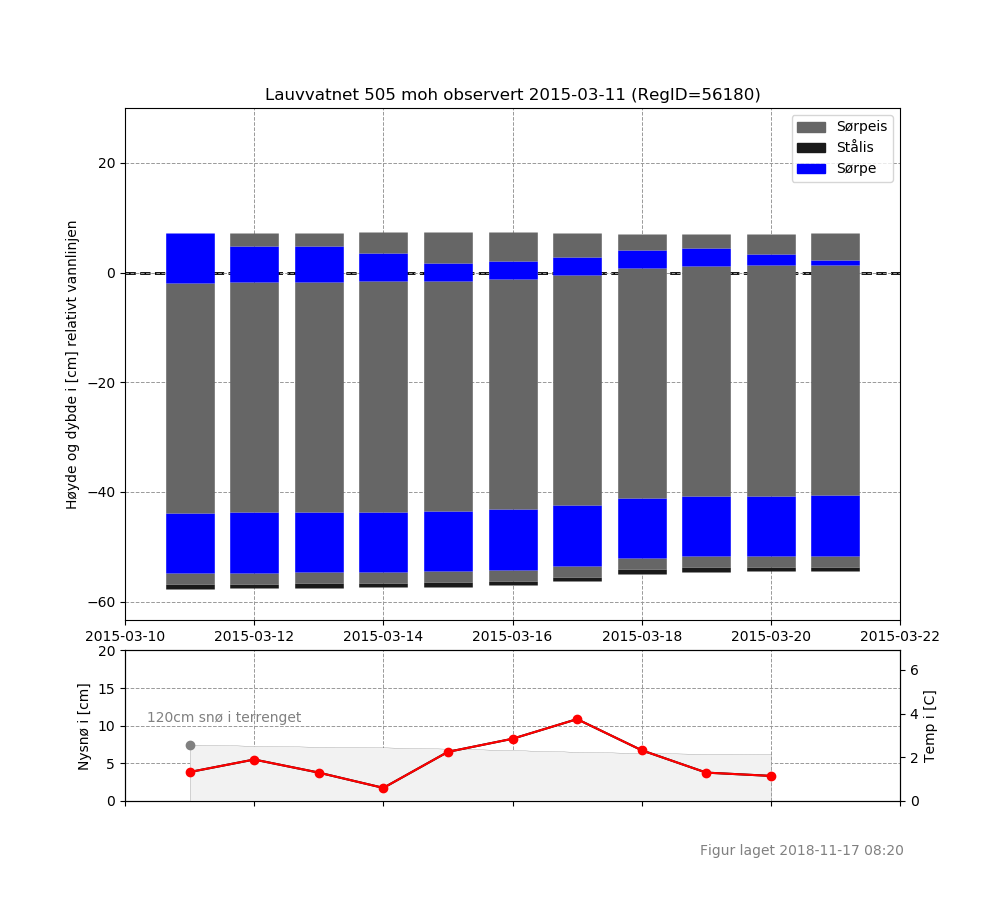 Lauvvatnet 505 moh observert 2015-03-11 (RegID=56180)
Sørpeis
Stålis
Sørpe
Høyde og dybde i [cm] relativt vannlinjen
20
0
−20
−40
−60
2015-03-10 2015-03-12 2015-03-14 2015-03-16 2015-03-18 2015-03-20 2015-03-22
Nysnø i [cm]
20
15
10
5
0
120cm snø i terrenget
6
4
2
0
Temp i [C]
Figur laget 2018-11-17 08:20